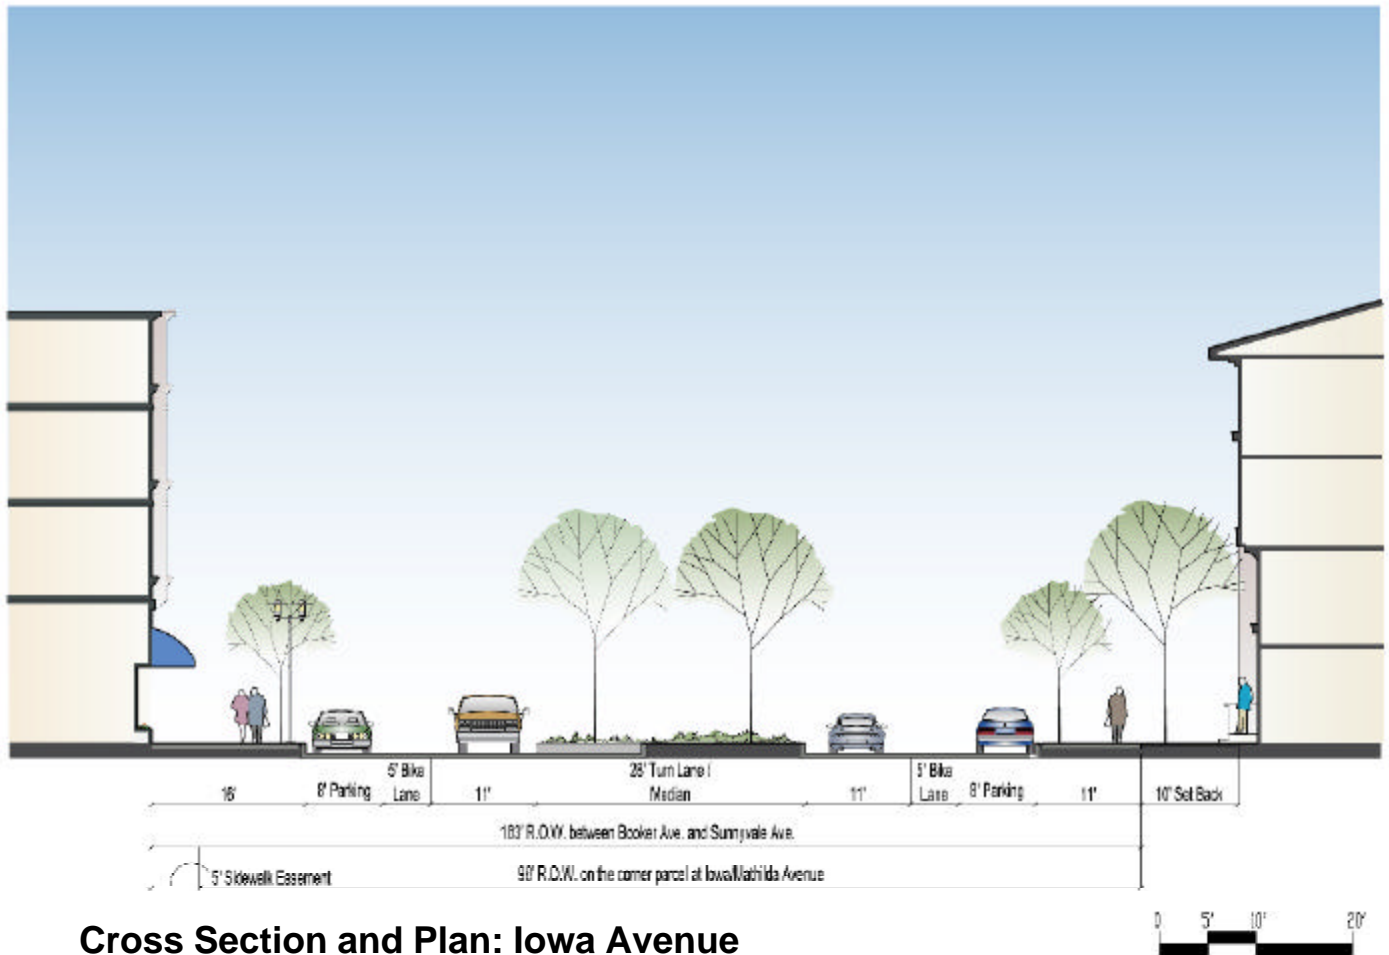 5' Bike
Lane
28' Turn Lane /
Median
5' Bike
Lane
16'
8' Parking
11'
11'
8' Parking
11'
10' Set Back
103' R.O.W. between Booker Ave. and Sunnyvale Ave.
5' Sidewalk Easement
98' R.O.W. on the corner parcel at Iowa/Mathilda Avenue
Cross Section and Plan: Iowa Avenue
0 5' 10' 20'